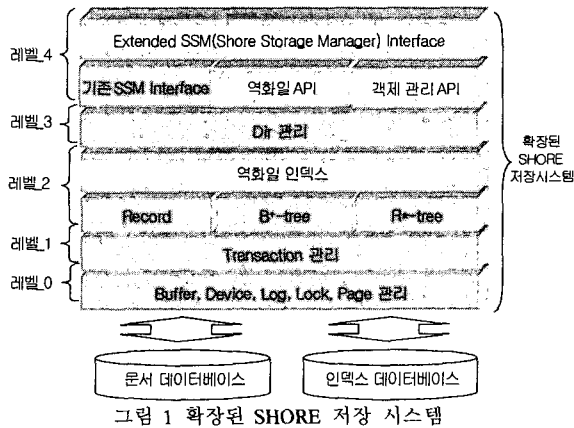 Extended SSM(Shore Storage Manager) Interface
레벨_4
기존 SSM Interface 역화일 API 객체 관리 API
레벨_3
Dir 관리
확장된
SHORE
저장시스템
레벨_2
역화일 인덱스
Record B+-tree R*-tree
레벨_1
Transaction 관리
레벨_0
Buffer, Device, Log, Lock, Page 관리
문서 데이터베이스 인덱스 데이터베이스
그림 1 확장된 SHORE 저장 시스템